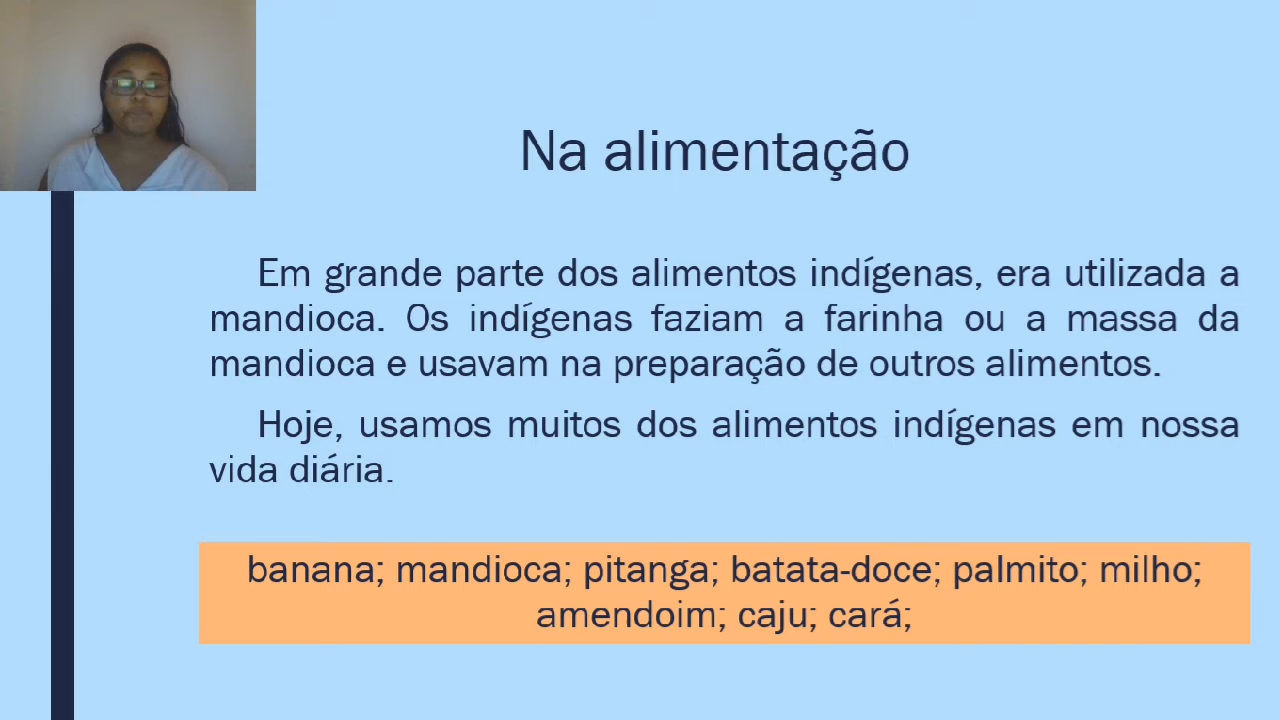 Na alimentação
Em grande parte dos alimentos indígenas, era utilizada a
mandioca. Os indígenas faziam a farinha ou a massa da
mandioca e usavam na preparação de outros alimentos.
Hoje, usamos muitos dos alimentos indígenas em nossa
vida diária.
banana; mandioca; pitanga; batata-doce; palmito; milho;
amendoim; caju; cará;